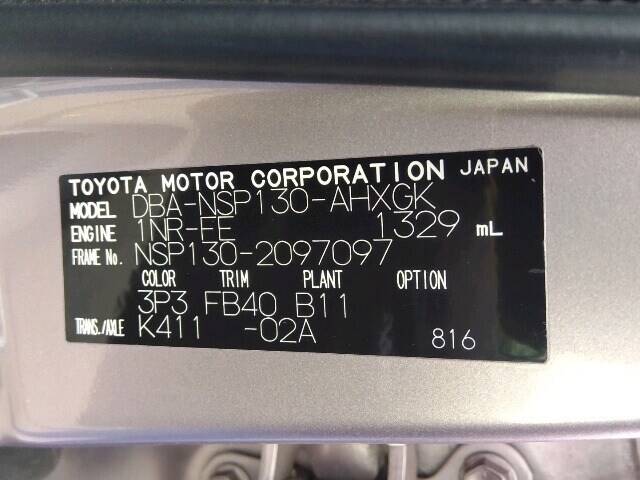 TOYOTA MOTOR CORPORATION JAPAN
MODEL DBA-NSP130-AHXGK
ENGINE 1NR-FE 1329 mL
FRAME No. NSP130-2097097
COLOR TRIM PLANT OPTION
3P3 FB40 B11
TRANS./AXLE K411 -02A 816